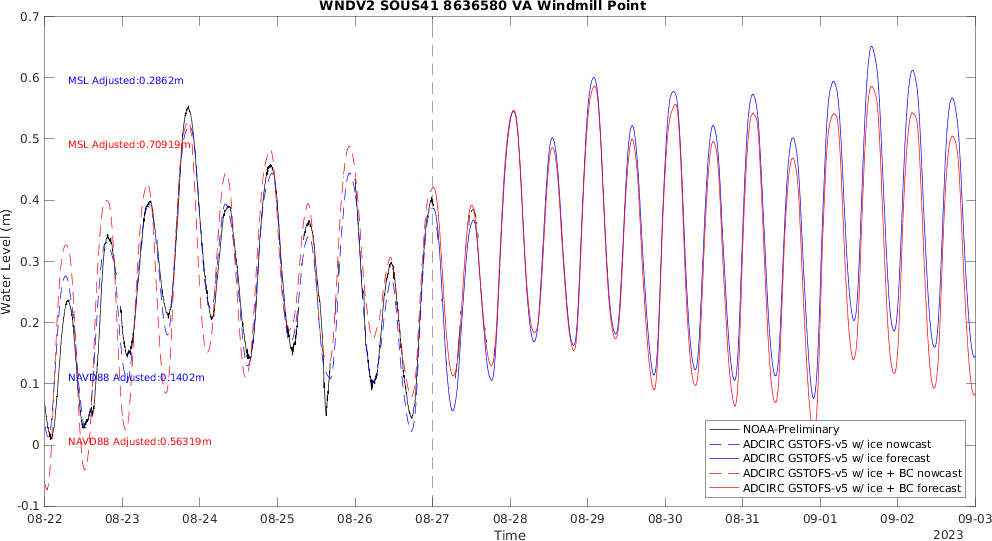 WNDV2 SOUS41 8636580 VA Windmill Point
0.7
0.6
0.5
0.4
0.3
0.2
0.1
0
-0.1
Water Level (m)
MSL Adjusted:0.2862m
MSL Adjusted:0.70919m
NAVD88 Adjusted:0.1402m
NAVD88 Adjusted:0.56319m
NOAA-Preliminary
ADCIRC GSTOFS-v5 w/ ice nowcast
ADCIRC GSTOFS-v5 w/ ice forecast
ADCIRC GSTOFS-v5 w/ ice + BC nowcast
ADCIRC GSTOFS-v5 w/ ice + BC forecast
08-22 08-23 08-24 08-25 08-26 08-27 08-28 08-29 08-30 08-31 09-01 09-02 09-03
Time
2023